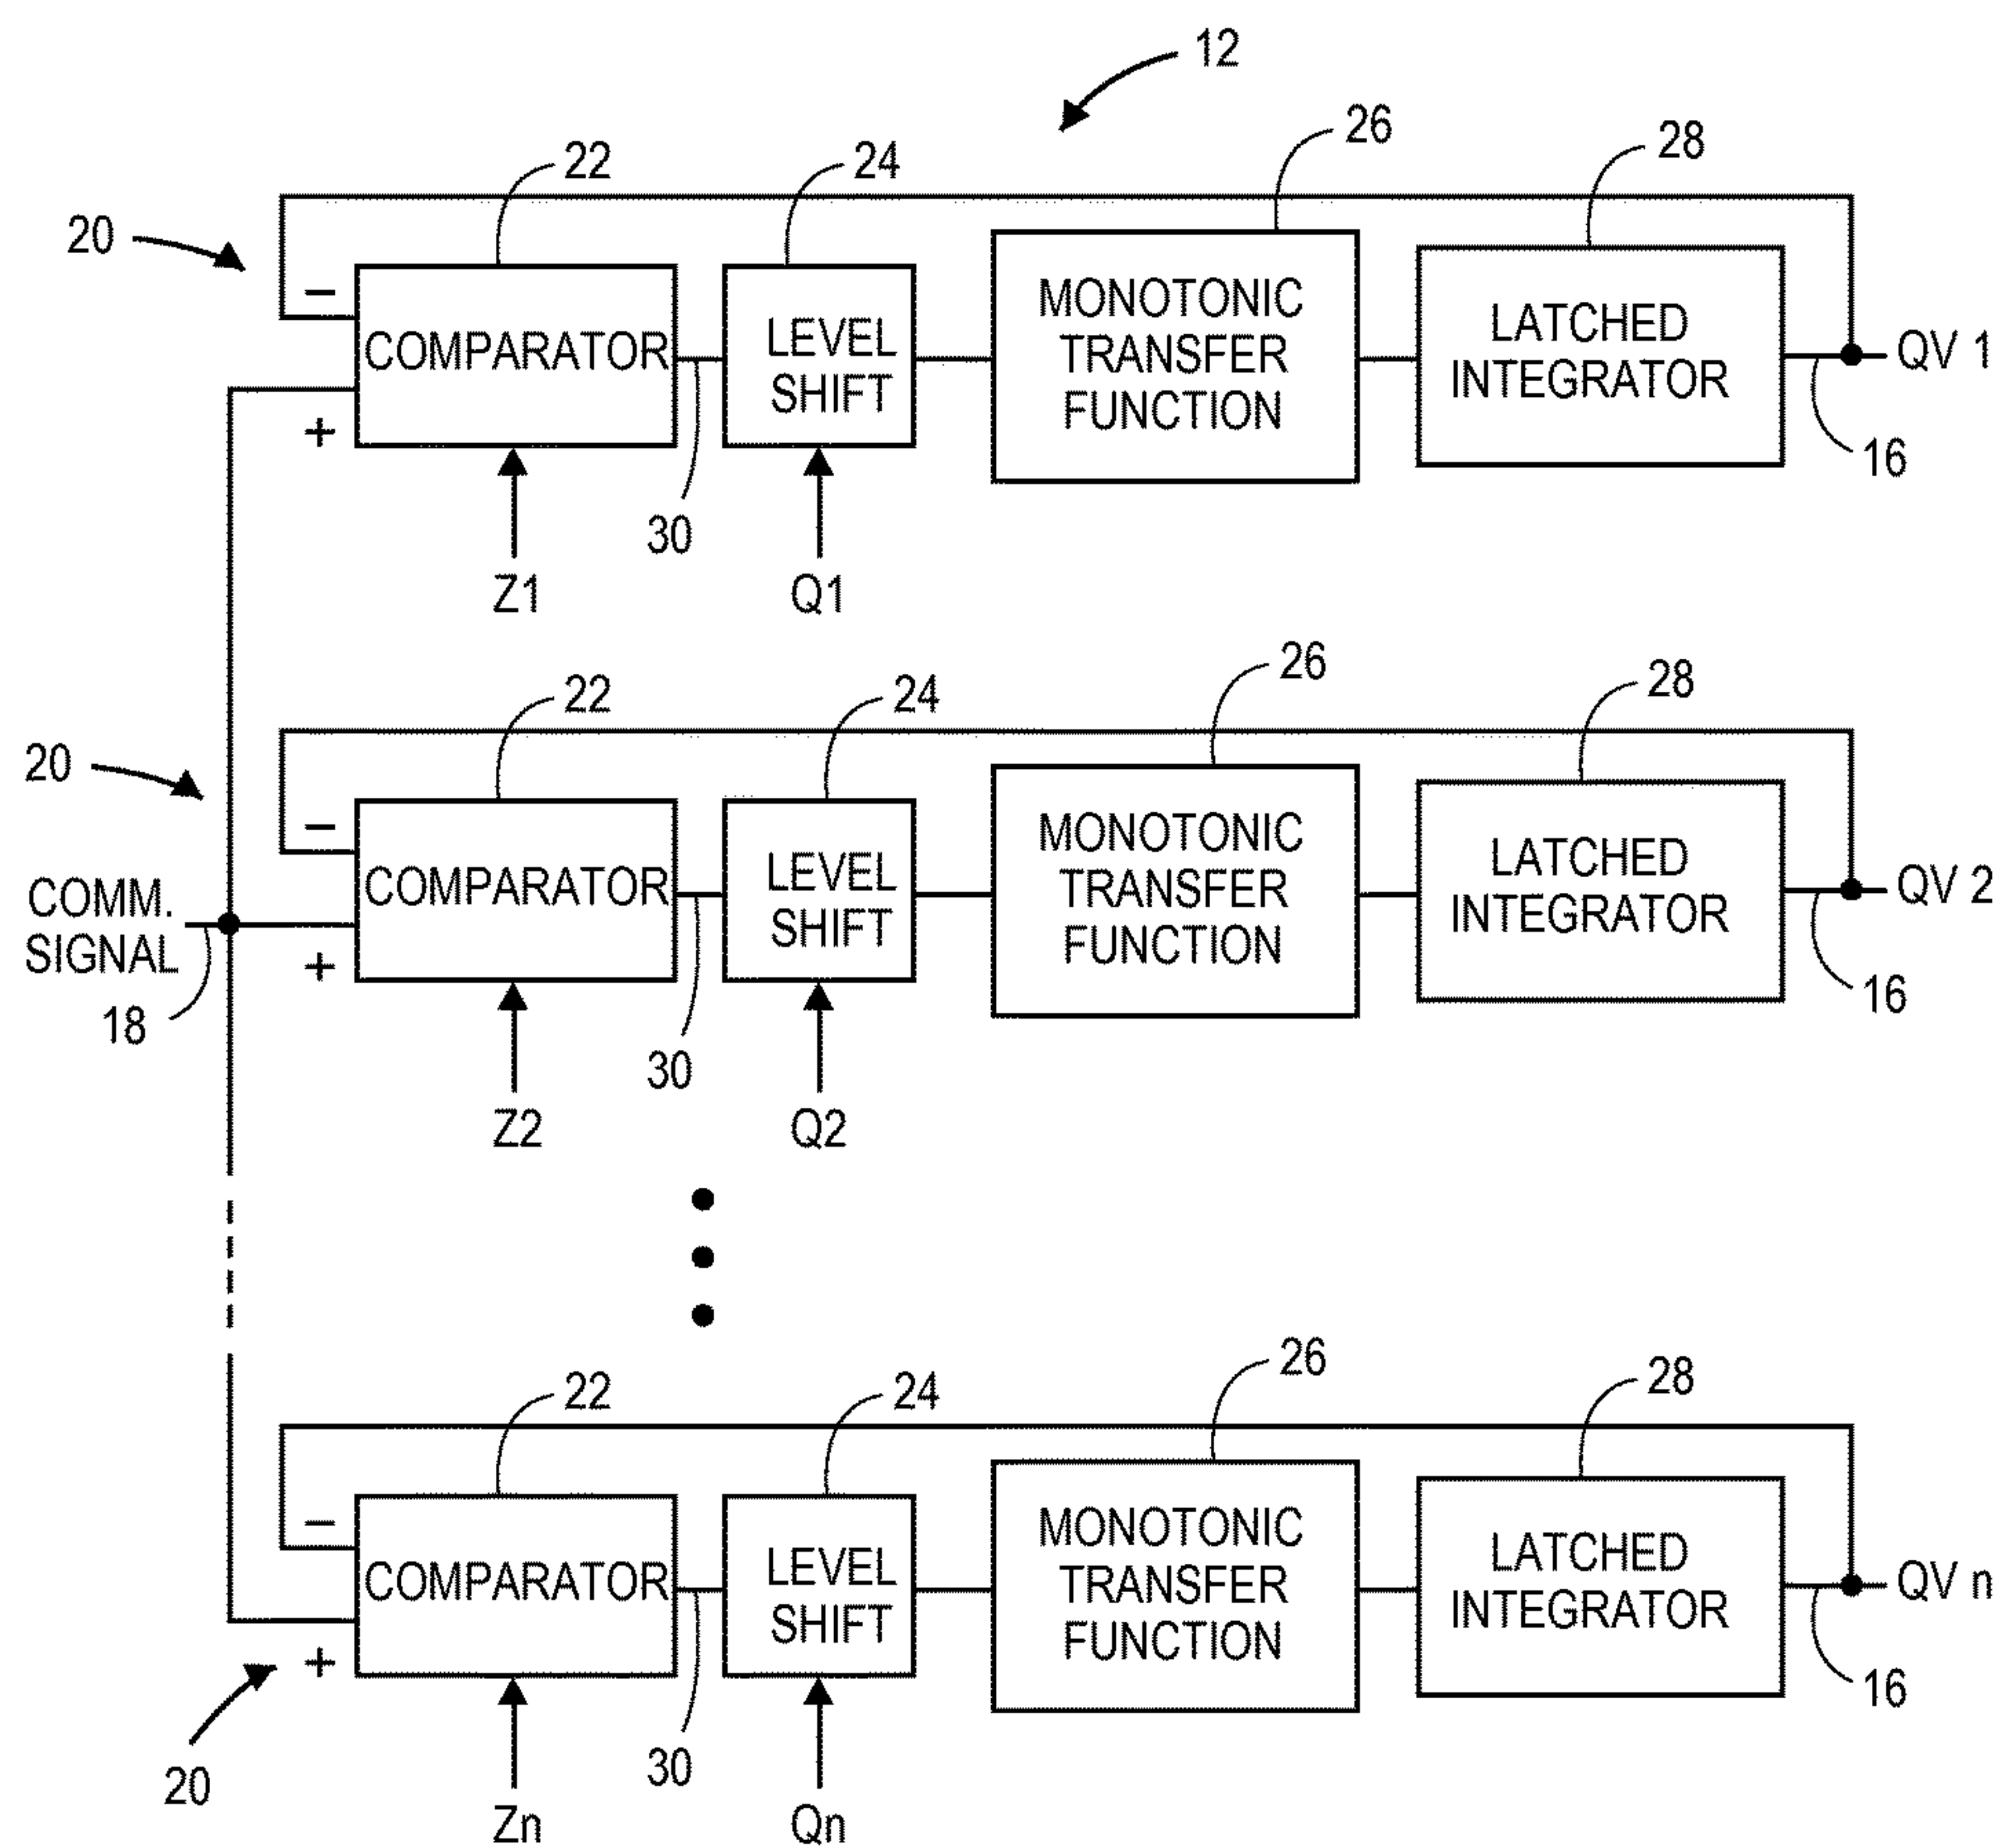 12
20
22
24
26
28
−
+
COMPARATOR
LEVEL
SHIFT
MONOTONIC
TRANSFER
FUNCTION
LATCHED
INTEGRATOR
QV 1
16
30
Z1
Q1
20
22
24
26
28
−
+
COMM.
SIGNAL
18
COMPARATOR
LEVEL
SHIFT
MONOTONIC
TRANSFER
FUNCTION
LATCHED
INTEGRATOR
QV 2
16
30
Z2
Q2
22
24
26
28
−
+
COMPARATOR
LEVEL
SHIFT
MONOTONIC
TRANSFER
FUNCTION
LATCHED
INTEGRATOR
QV n
16
20
30
Zn
Qn